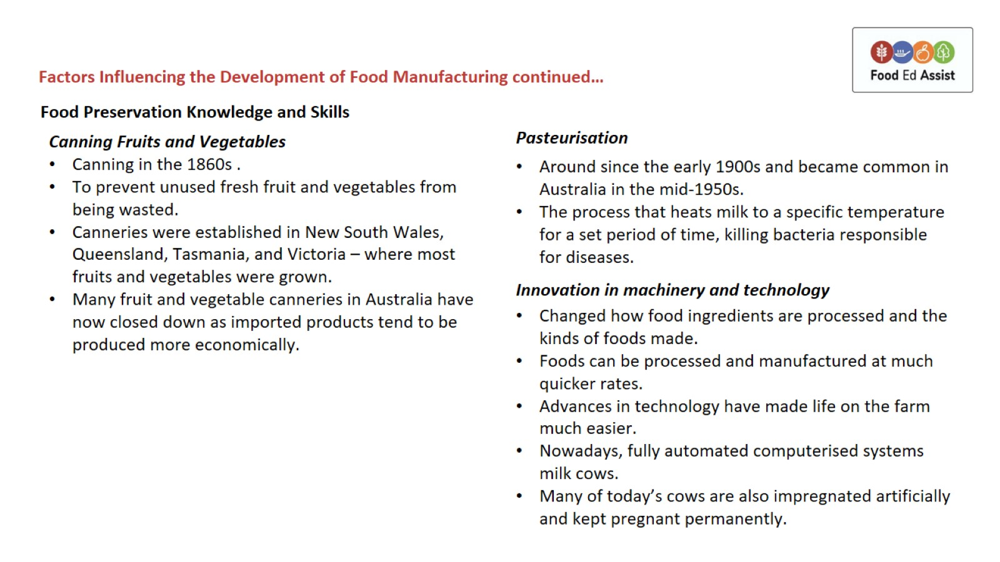 Food Ed Assist
Factors Influencing the Development of Food Manufacturing continued…
Food Preservation Knowledge and Skills
Canning Fruits and Vegetables
• Canning in the 1860s .
• To prevent unused fresh fruit and vegetables from
being wasted.
• Canneries were established in New South Wales,
Queensland, Tasmania, and Victoria – where most
fruits and vegetables were grown.
• Many fruit and vegetable canneries in Australia have
now closed down as imported products tend to be
produced more economically.
Pasteurisation
• Around since the early 1900s and became common in
Australia in the mid-1950s.
• The process that heats milk to a specific temperature
for a set period of time, killing bacteria responsible
for diseases.
Innovation in machinery and technology
• Changed how food ingredients are processed and the
kinds of foods made.
• Foods can be processed and manufactured at much
quicker rates.
• Advances in technology have made life on the farm
much easier.
• Nowadays, fully automated computerised systems
milk cows.
• Many of today’s cows are also impregnated artificially
and kept pregnant permanently.